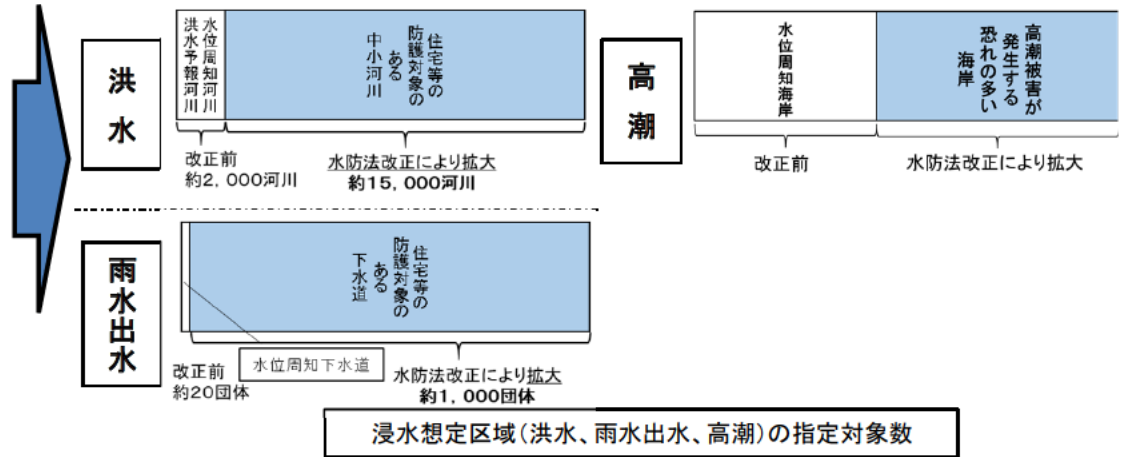 洪水
洪水予報河川
水位周知河川
住宅等の
防護対象の
ある
中小河川
改正前
約2,000河川
水防法改正により拡大
約15,000河川
高潮
水位周知海岸
高潮被害が
発生する
恐れの多い
海岸
改正前
水防法改正により拡大
雨水出水
住宅等の
防護対象の
ある
下水道
水位周知下水道
改正前
約20団体
水防法改正により拡大
約1,000団体
浸水想定区域(洪水、雨水出水、高潮)の指定対象数